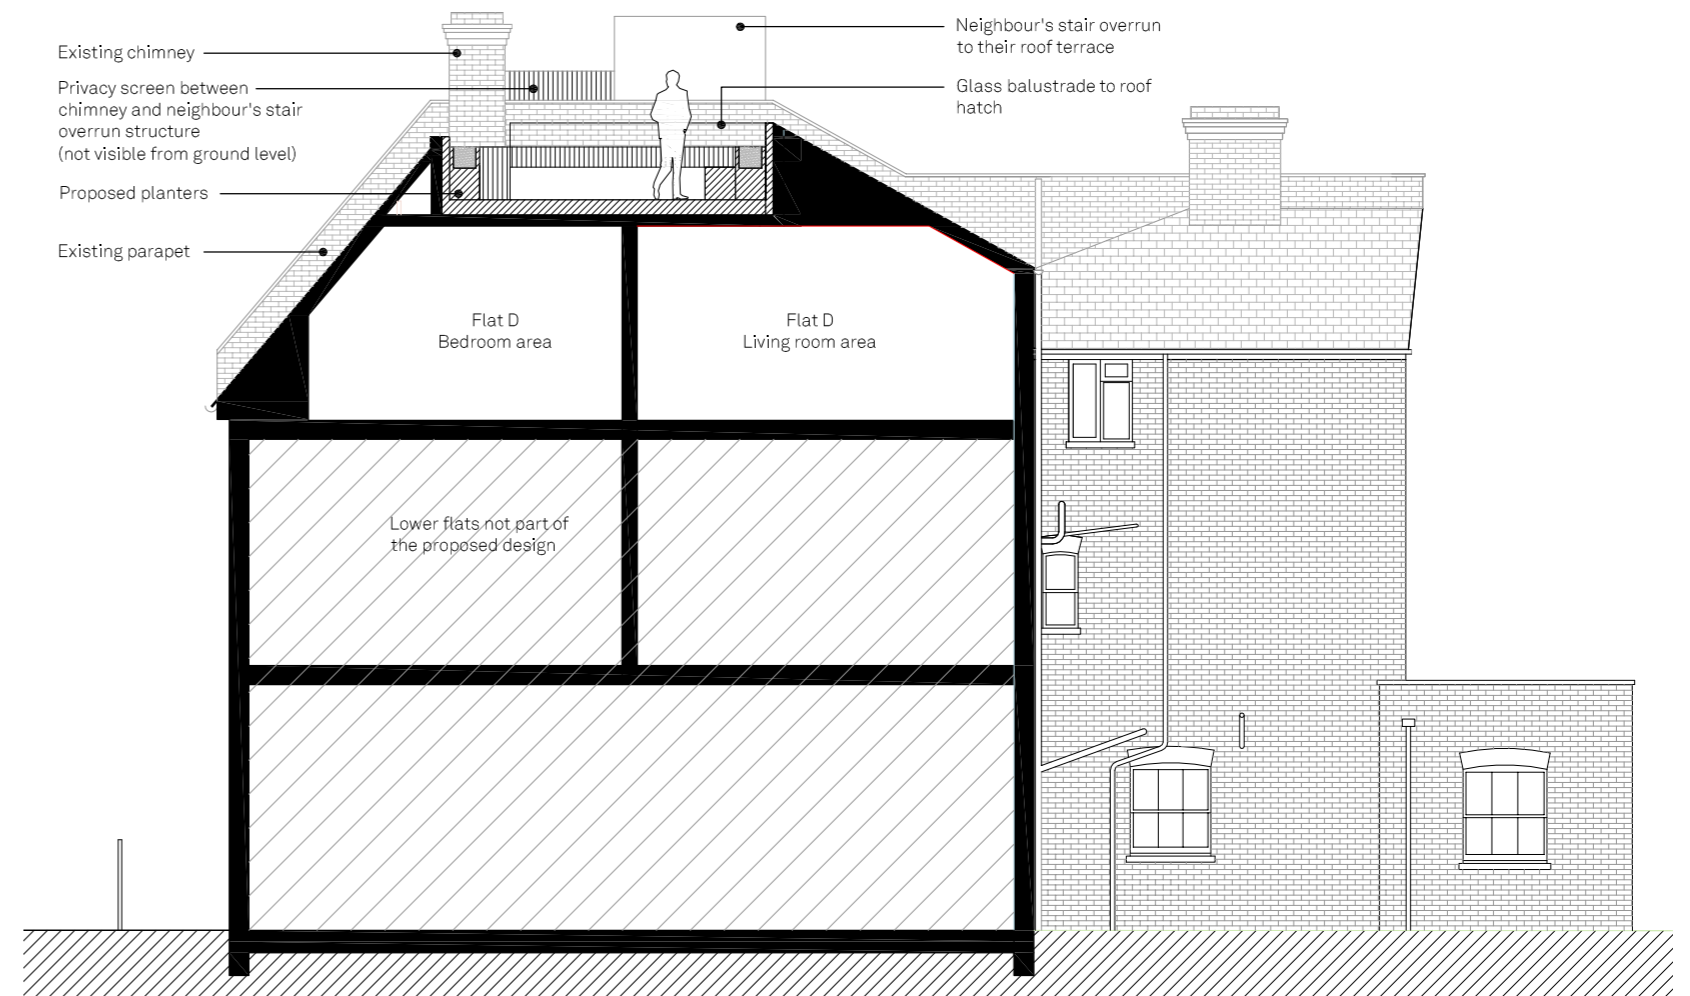 Existing chimney
Privacy screen between
chimney and neighbour's stair
overrun structure
(not visible from ground level)
Proposed planters
Existing parapet
Neighbour's stair overrun
to their roof terrace
Glass balustrade to roof
hatch
Flat D
Bedroom area
Flat D
Living room area
Lower flats not part of
the proposed design